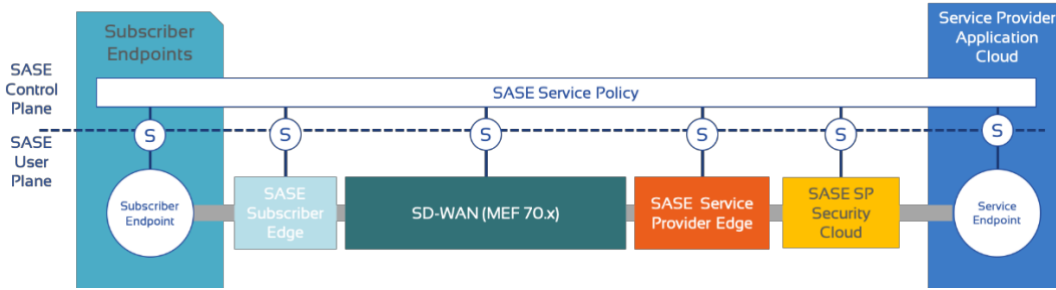 Subscriber
Endpoints
Service Provider
Application
Cloud
SASE
Control
Plane
SASE Service Policy
S
S
S
S
S
S
SASE
User
Plane
Subscriber
Endpoint
SASE
Subscriber
Edge
SD-WAN (MEF 70.x)
SASE Service
Provider Edge
SASE SP
Security
Cloud
Service
Endpoint